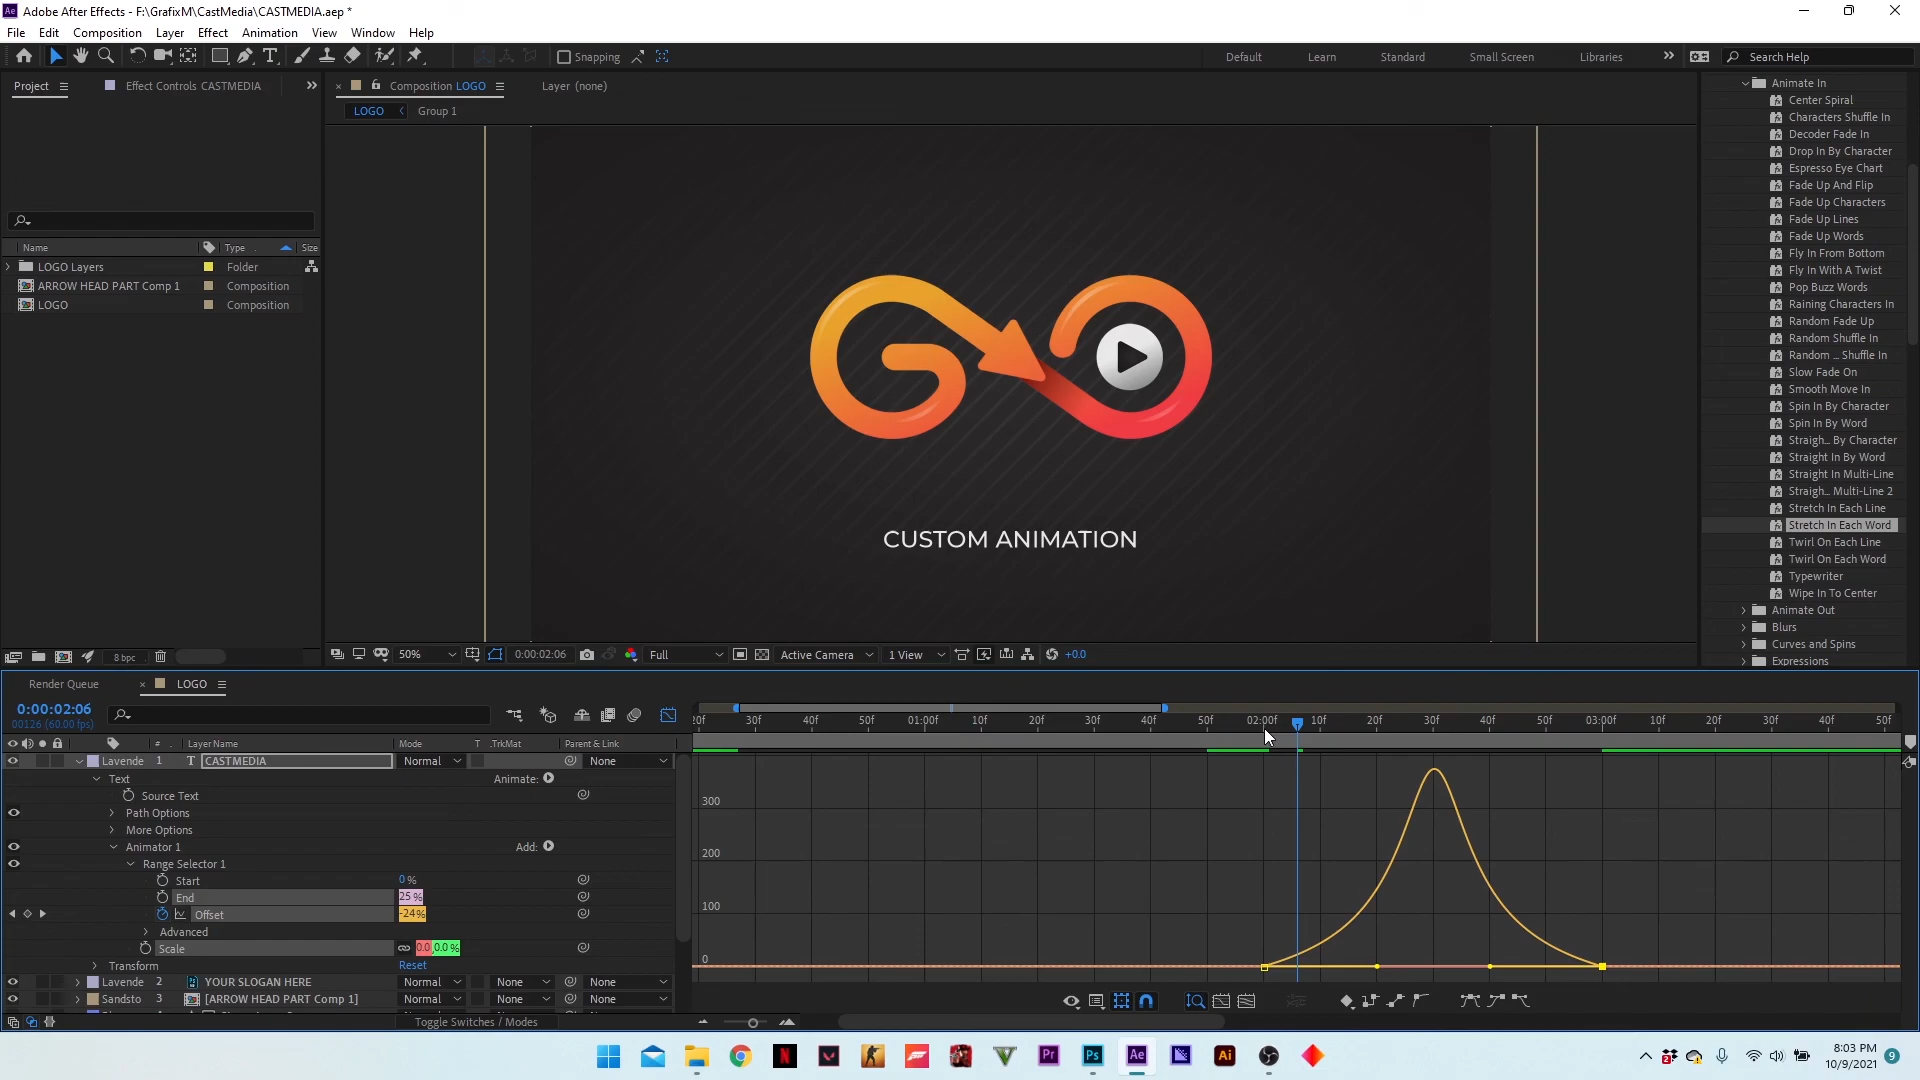 Adobe After Effects - F:\GrafixM\CastMedia\CASTMEDIA.aep *
File Edit Composition Layer Effect Animation View Window Help
Snapping
Default Learn Standard Small Screen Libraries Search Help
Project Effect Controls CASTMEDIA
Composition LOGO Layer (none)
LOGO Group 1
Name Type Size
LOGO Layers Folder
ARROW HEAD PART Comp 1 Composition
LOGO Composition
8 bpc
CUSTOM ANIMATION
50% 0:00:02:06 Full Active Camera 1 View +0.0
Animate In
Center Spiral
Characters Shuffle In
Decoder Fade In
Drop In By Character
Espresso Eye Chart
Fade Up And Flip
Fade Up Characters
Fade Up Lines
Fade Up Words
Fly In From Bottom
Fly In With A Twist
Pop Buzz Words
Raining Characters In
Random Fade Up
Random Shuffle In
Random ... Shuffle In
Slow Fade On
Smooth Move In
Spin In By Character
Spin In By Word
Straigh... By Character
Straight In By Word
Straight In Multi-Line
Straigh... Multi-Line 2
Stretch In Each Line
Stretch In Each Word
Twirl On Each Line
Twirl On Each Word
Typewriter
Wipe In To Center
Animate Out
Blurs
Curves and Spins
Expressions
Render Queue LOGO
0:00:02:06
00126 (60.00 fps)
20f 30f 40f 50f 01:00f 10f 20f 30f 40f 50f 02:00f 10f 20f 30f 40f 50f 03:00f 10f 20f 30f 40f 50f
# Layer Name Mode T .TrkMat Parent & Link
Lavende 1 T CASTMEDIA Normal None
Text Animate:
Source Text
Path Options
More Options
Animator 1 Add:
Range Selector 1
Start 0 %
End 25 %
Offset -24%
Advanced
Scale 0.0 0.0 %
Transform Reset
Lavende 2 YOUR SLOGAN HERE Normal None None
Sandsto 3 [ARROW HEAD PART Comp 1] Normal None None
Toggle Switches / Modes
300
200
100
0
Pr Ps Ae Ai
8:03 PM
10/9/2021
9